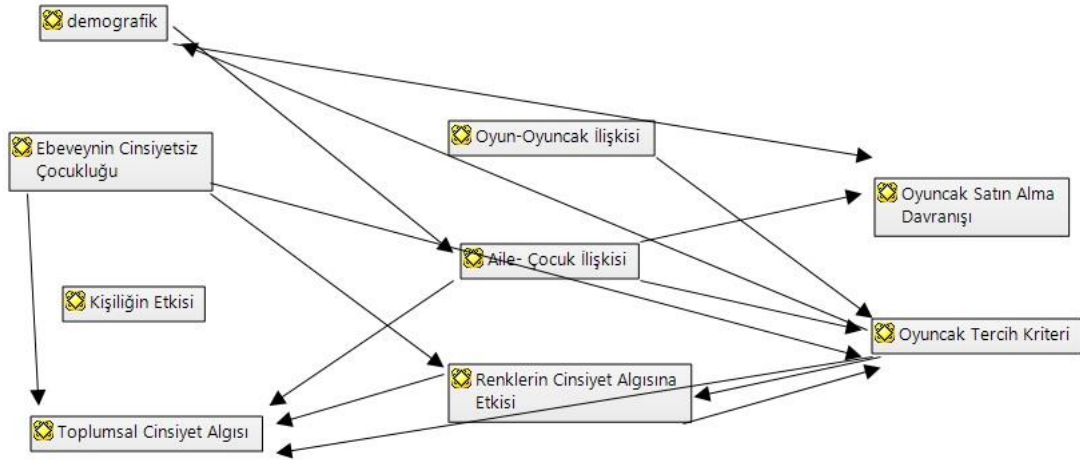 demografik
Ebeveynin Cinsiyetsiz
Çocukluğu
Oyun-Oyuncak İlişkisi
Oyuncak Satın Alma
Davranışı
Aile- Çocuk İlişkisi
Kişiliğin Etkisi
Oyuncak Tercih Kriteri
Renklerin Cinsiyet Algısına
Etkisi
Toplumsal Cinsiyet Algısı